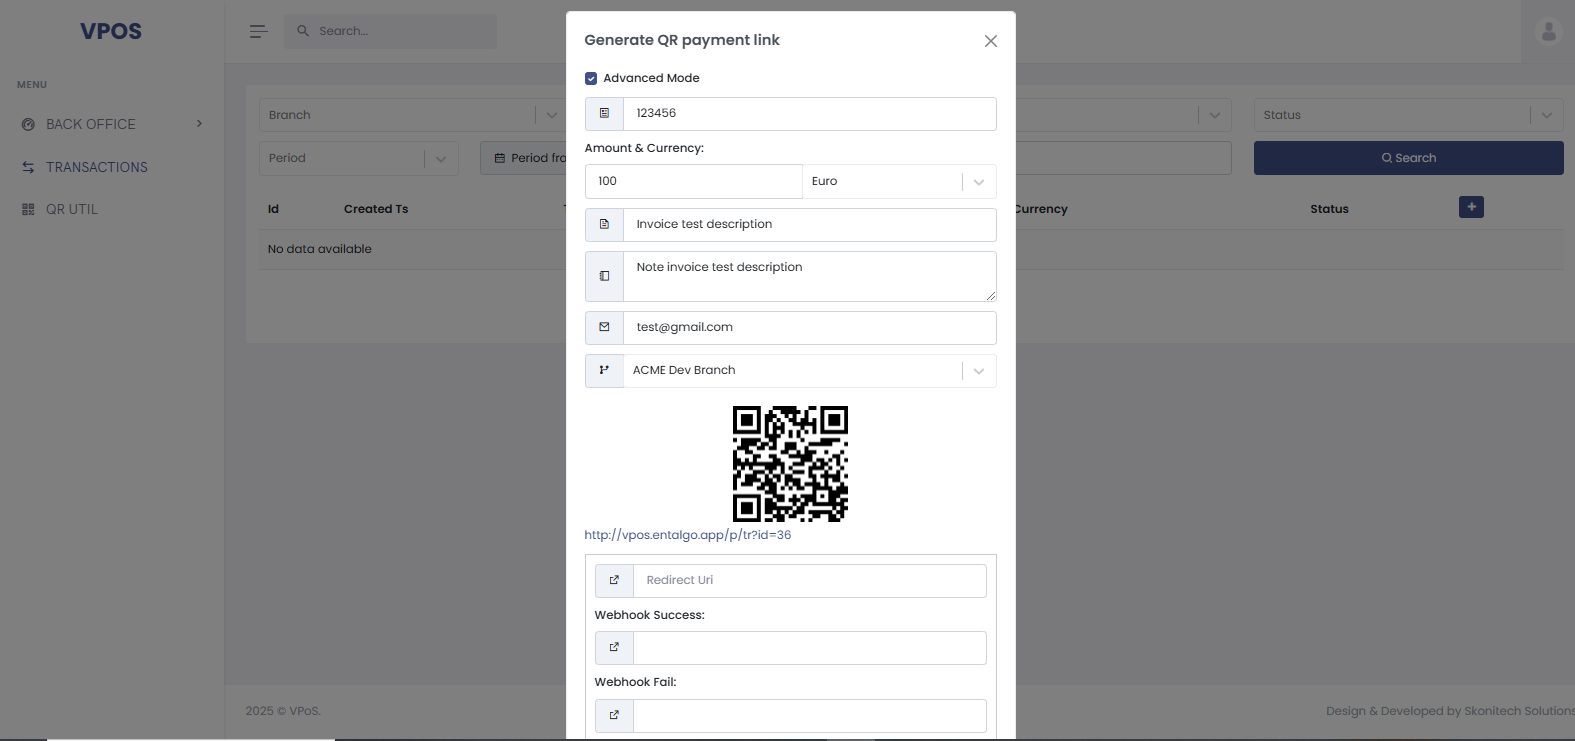 VPOS
Search...
MENU
BACK OFFICE
TRANSACTIONS
QR UTIL
Branch
Status
Period
Period fro
Search
Id
Created Ts
Currency
Status
+
No data available
Generate QR payment link
Advanced Mode
123456
Amount & Currency:
100
Euro
Invoice test description
Note invoice test description
test@gmail.com
ACME Dev Branch
http://vpos.entalgo.app/p/tr?id=36
Redirect Uri
Webhook Success:
Webhook Fail:
2025 © VPoS.
Design & Developed by Skonitech Solutions